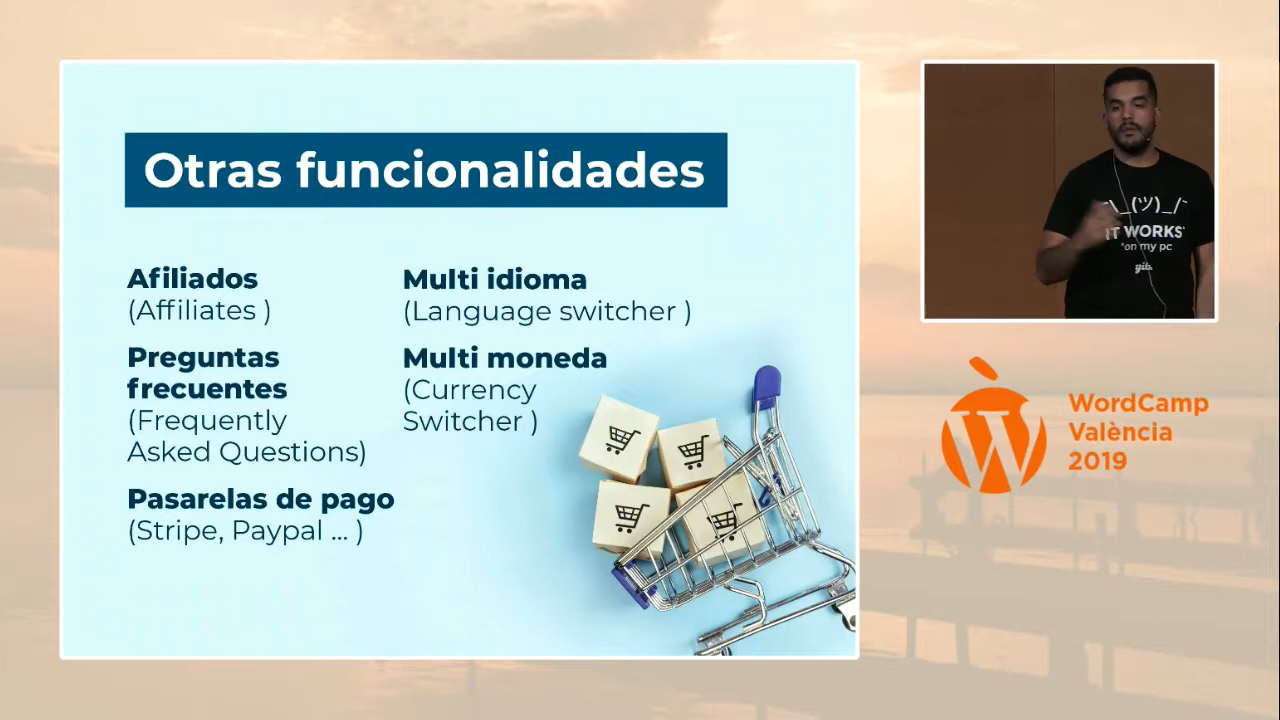 Otras funcionalidades
Afiliados
(Affiliates )
Preguntas
frecuentes
(Frequently
Asked Questions)
Pasarelas de pago
(Stripe, Paypal ... )
Multi idioma
(Language switcher )
Multi moneda
(Currency
Switcher )
¯\_(ツ)_/¯
IT WORKS
*on my pc
WordCamp
València
2019